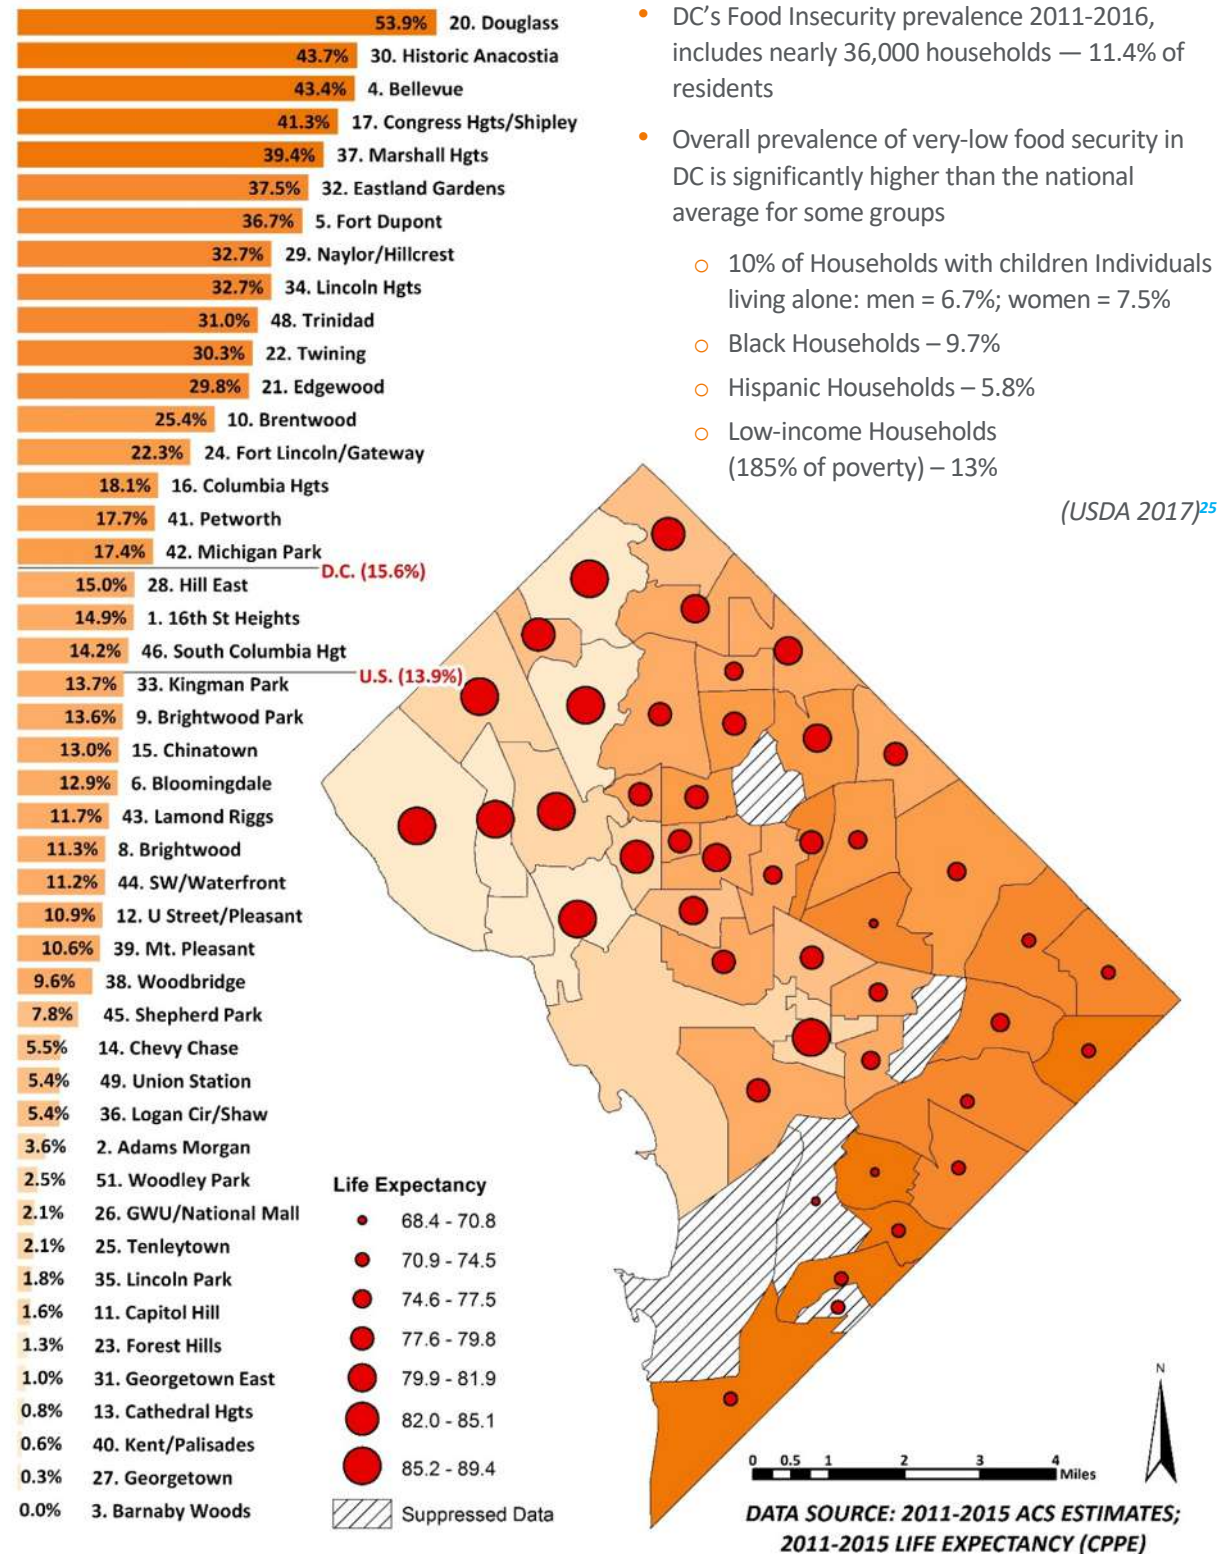 53.9% 20. Douglass
43.7% 30. Historic Anacostia
43.4% 4. Bellevue
41.3% 17. Congress Hgts/Shipley
39.4% 37. Marshall Hgts
37.5% 32. Eastland Gardens
36.7% 5. Fort Dupont
32.7% 29. Naylor/Hillcrest
32.7% 34. Lincoln Hgts
31.0% 48. Trinidad
30.3% 22. Twining
29.8% 21. Edgewood
25.4% 10. Brentwood
22.3% 24. Fort Lincoln/Gateway
18.1% 16. Columbia Hgts
17.7% 41. Petworth
17.4% 42. Michigan Park
D.C. (15.6%)
15.0% 28. Hill East
14.9% 1. 16th St Heights
14.2% 46. South Columbia Hgt
U.S. (13.9%)
13.7% 33. Kingman Park
13.6% 9. Brightwood Park
13.0% 15. Chinatown
12.9% 6. Bloomingdale
11.7% 43. Lamond Riggs
11.3% 8. Brightwood
11.2% 44. SW/Waterfront
10.9% 12. U Street/Pleasant
10.6% 39. Mt. Pleasant
9.6% 38. Woodbridge
7.8% 45. Shepherd Park
5.5% 14. Chevy Chase
5.4% 49. Union Station
5.4% 36. Logan Cir/Shaw
3.6% 2. Adams Morgan
2.5% 51. Woodley Park
2.1% 26. GWU/National Mall
2.1% 25. Tenleytown
1.8% 35. Lincoln Park
1.6% 11. Capitol Hill
1.3% 23. Forest Hills
1.0% 31. Georgetown East
0.8% 13. Cathedral Hgts
0.6% 40. Kent/Palisades
0.3% 27. Georgetown
0.0% 3. Barnaby Woods
• DC's Food Insecurity prevalence 2011-2016,
includes nearly 36,000 households — 11.4% of
residents
• Overall prevalence of very-low food security in
DC is significantly higher than the national
average for some groups
o 10% of Households with children Individuals
living alone: men = 6.7%; women = 7.5%
o Black Households – 9.7%
o Hispanic Households – 5.8%
o Low-income Households
(185% of poverty) – 13%
(USDA 2017)25
Life Expectancy
68.4 - 70.8
70.9 - 74.5
74.6 - 77.5
77.6 - 79.8
79.9 - 81.9
82.0 - 85.1
85.2 - 89.4
Suppressed Data
N
0 0.5 1 2 3 4
Miles
DATA SOURCE: 2011-2015 ACS ESTIMATES;
2011-2015 LIFE EXPECTANCY (CPPE)